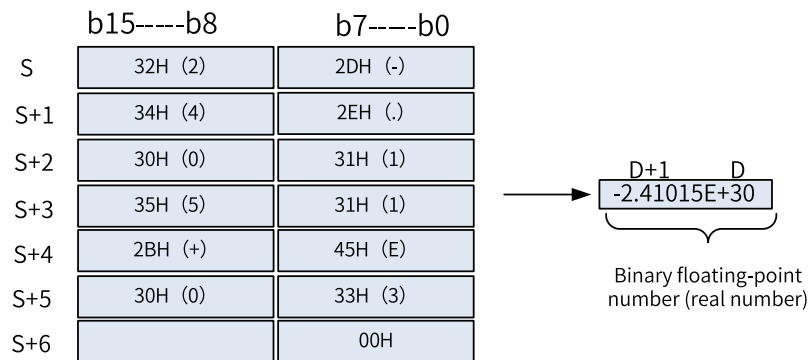 b15-----b8 b7-----b0
S 32H (2) 2DH (-)
S+1 34H (4) 2EH (.)
S+2 30H (0) 31H (1)
S+3 35H (5) 31H (1)
S+4 2BH (+) 45H (E)
S+5 30H (0) 33H (3)
S+6 00H
D+1 D
-2.41015E+30
Binary floating-point
number (real number)